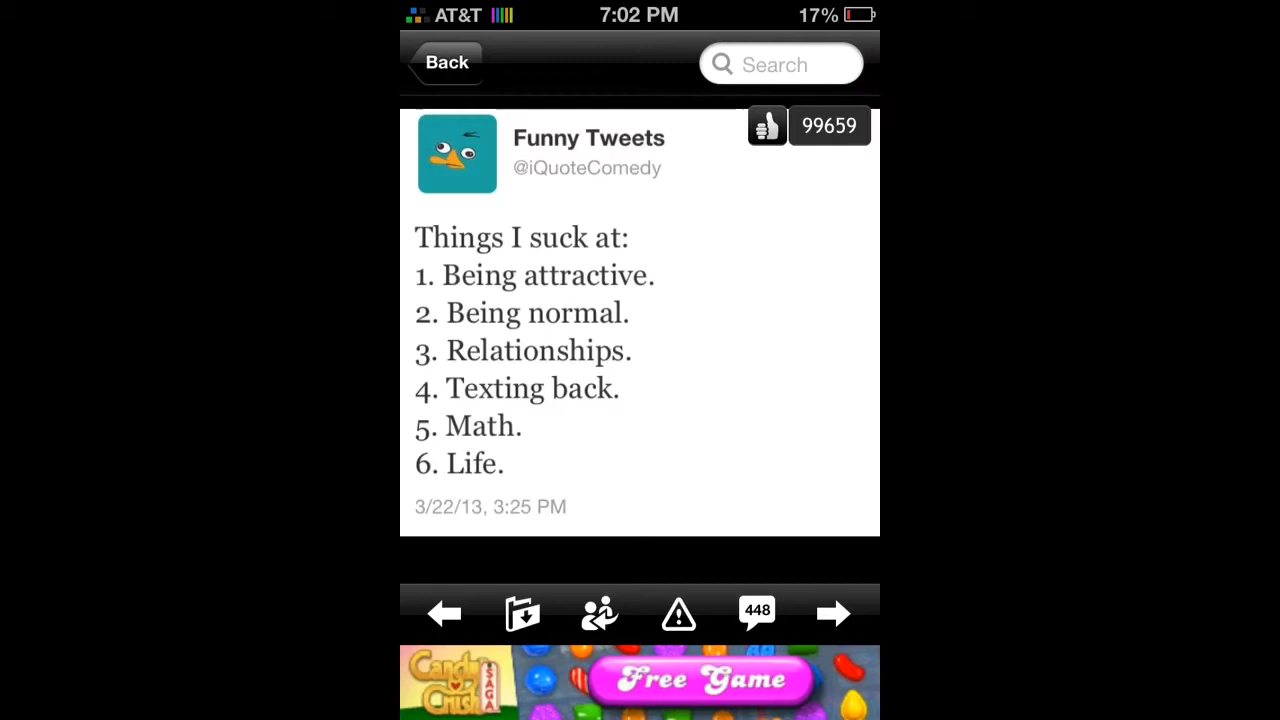 AT&T 7:02 PM 17%
Back Search
Funny Tweets 99659
@iQuoteComedy
Things I suck at:
1. Being attractive.
2. Being normal.
3. Relationships.
4. Texting back.
5. Math.
6. Life.
3/22/13, 3:25 PM
448
Candy Crush SAGA Free Game